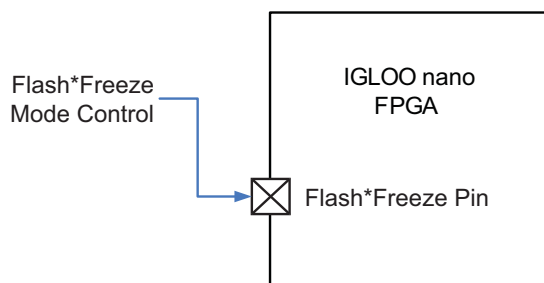 Flash*Freeze
Mode Control
IGLOO nano
FPGA
Flash*Freeze Pin